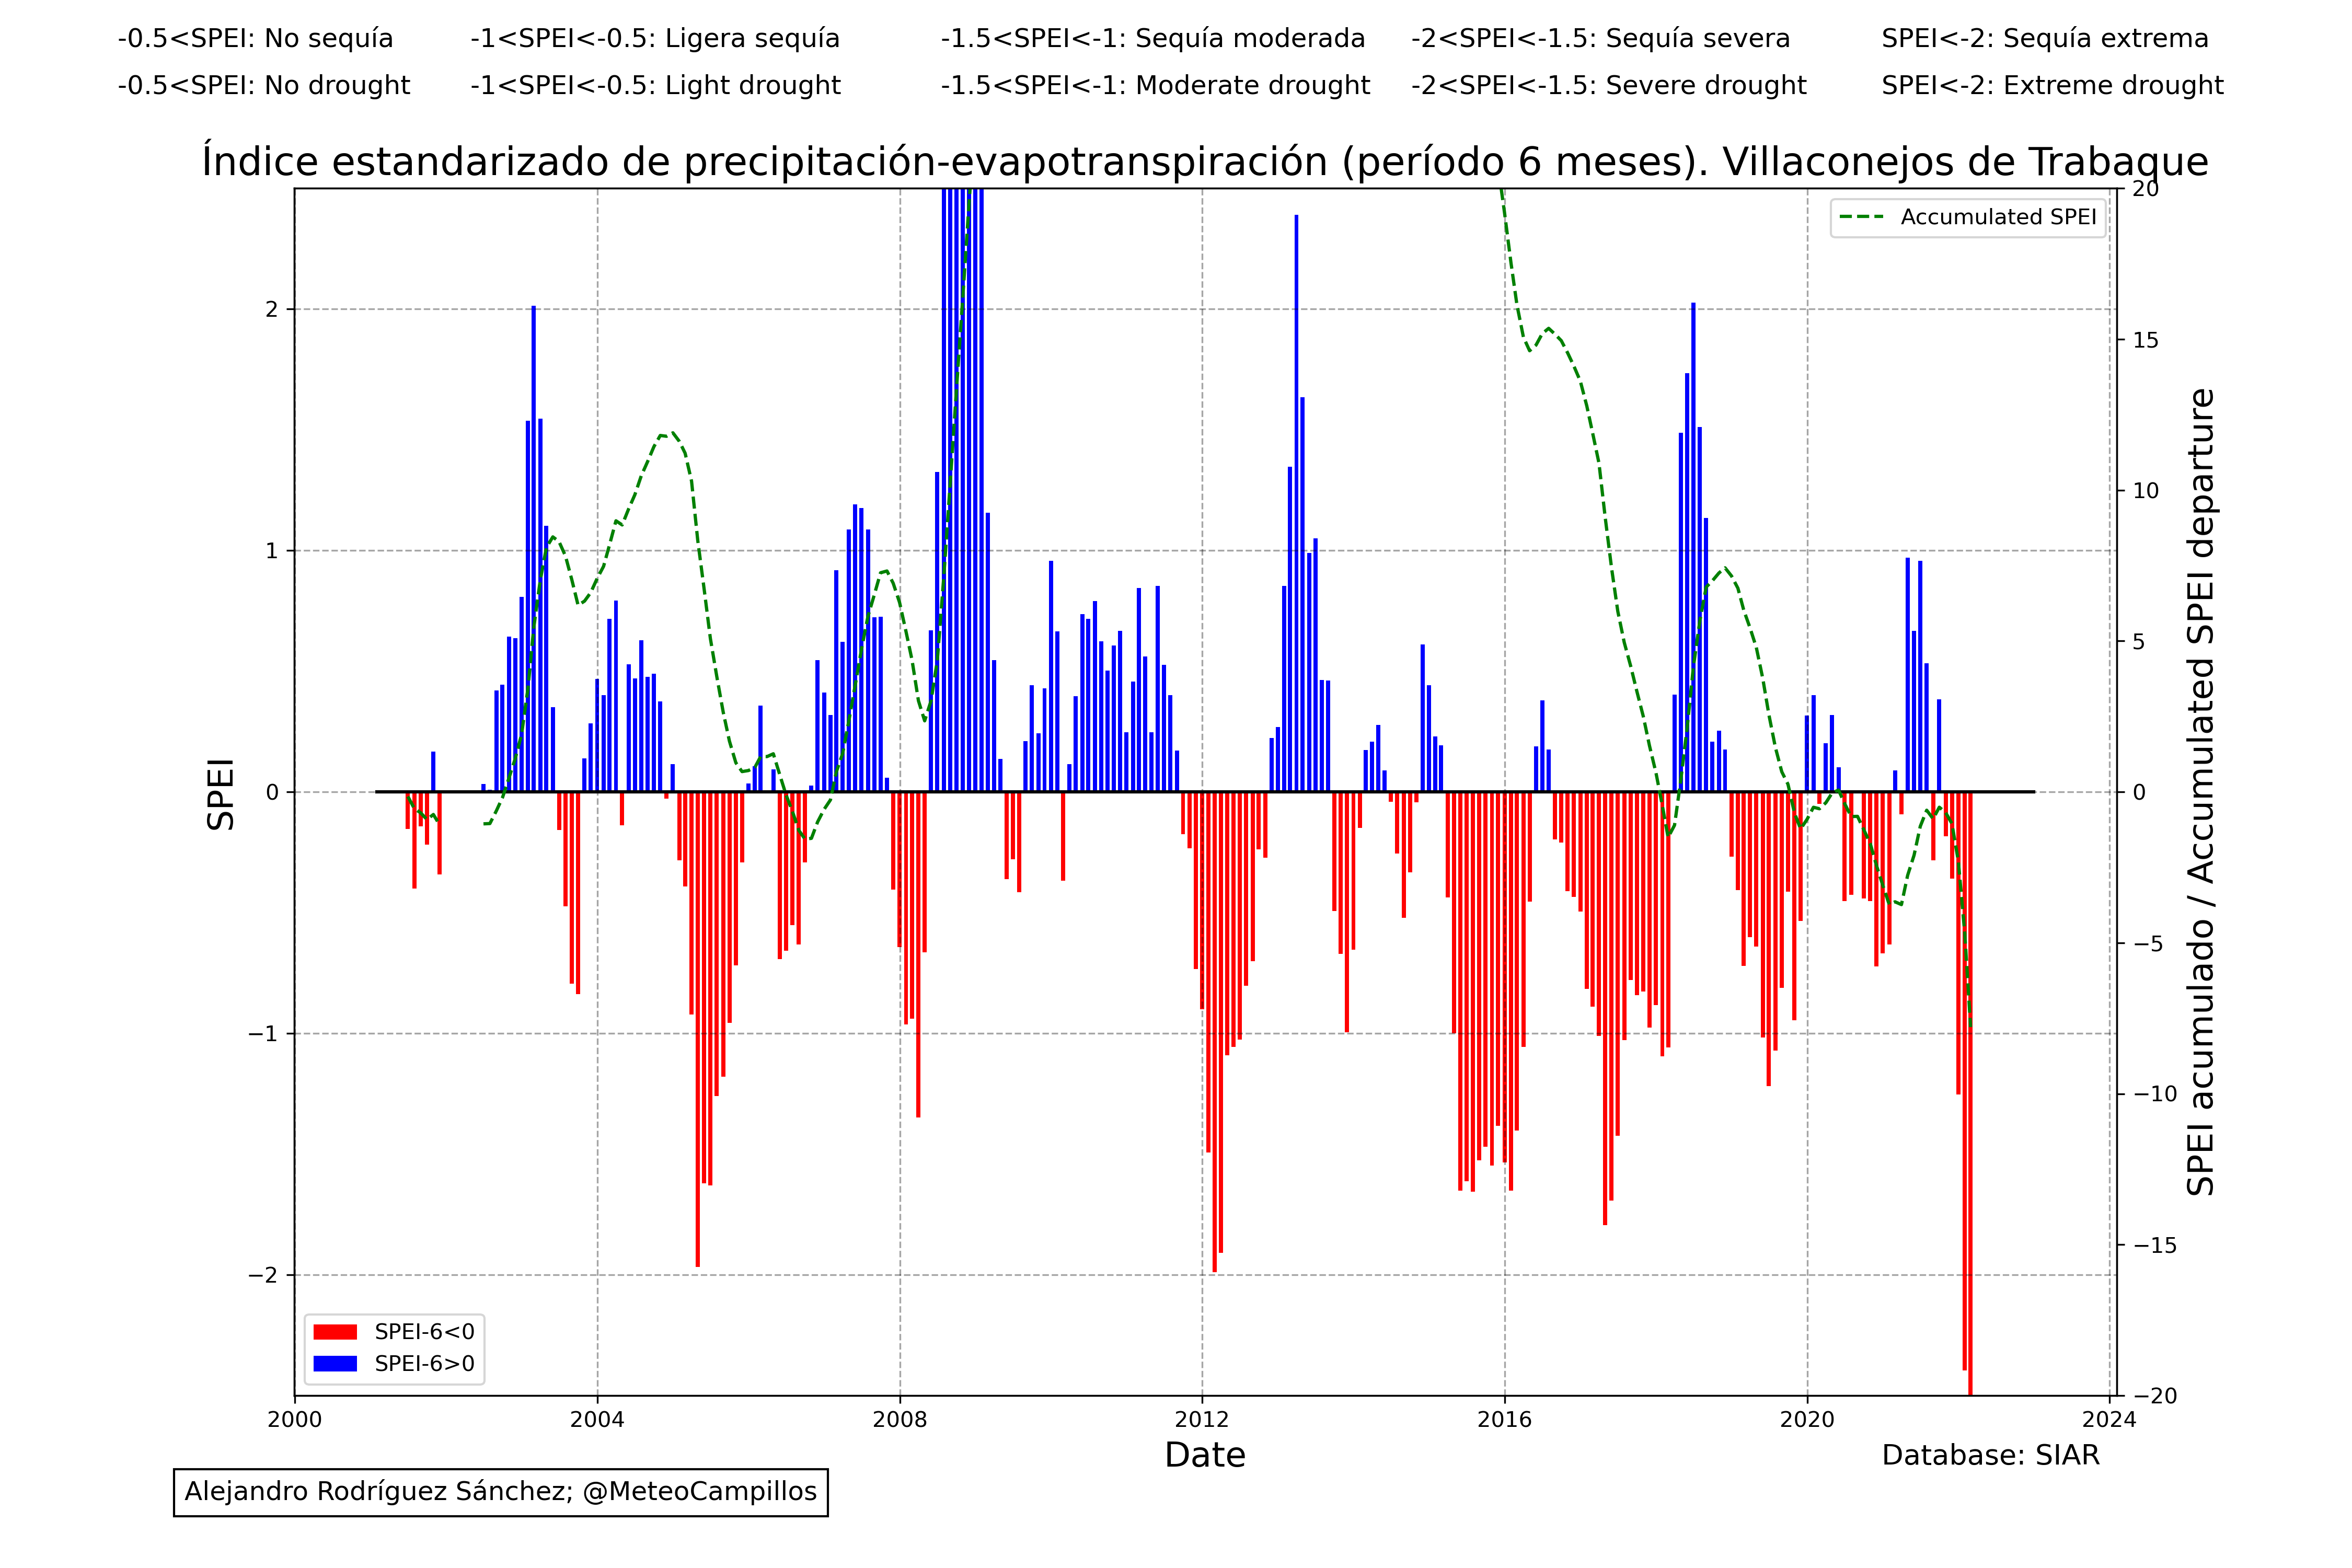 -0.5<SPEI: No sequía -1<SPEI<-0.5: Ligera sequía -1.5<SPEI<-1: Sequía moderada -2<SPEI<-1.5: Sequía severa SPEI<-2: Sequía extrema
-0.5<SPEI: No drought -1<SPEI<-0.5: Light drought -1.5<SPEI<-1: Moderate drought -2<SPEI<-1.5: Severe drought SPEI<-2: Extreme drought
Índice estandarizado de precipitación-evapotranspiración (período 6 meses). Villaconejos de Trabaque
Accumulated SPEI
SPEI
2
1
0
−1
−2
20
15
10
5
0
−5
−10
−15
−20
SPEI acumulado / Accumulated SPEI departure
SPEI-6<0
SPEI-6>0
2000 2004 2008 2012 2016 2020 2024
Date
Database: SIAR
Alejandro Rodríguez Sánchez; @MeteoCampillos